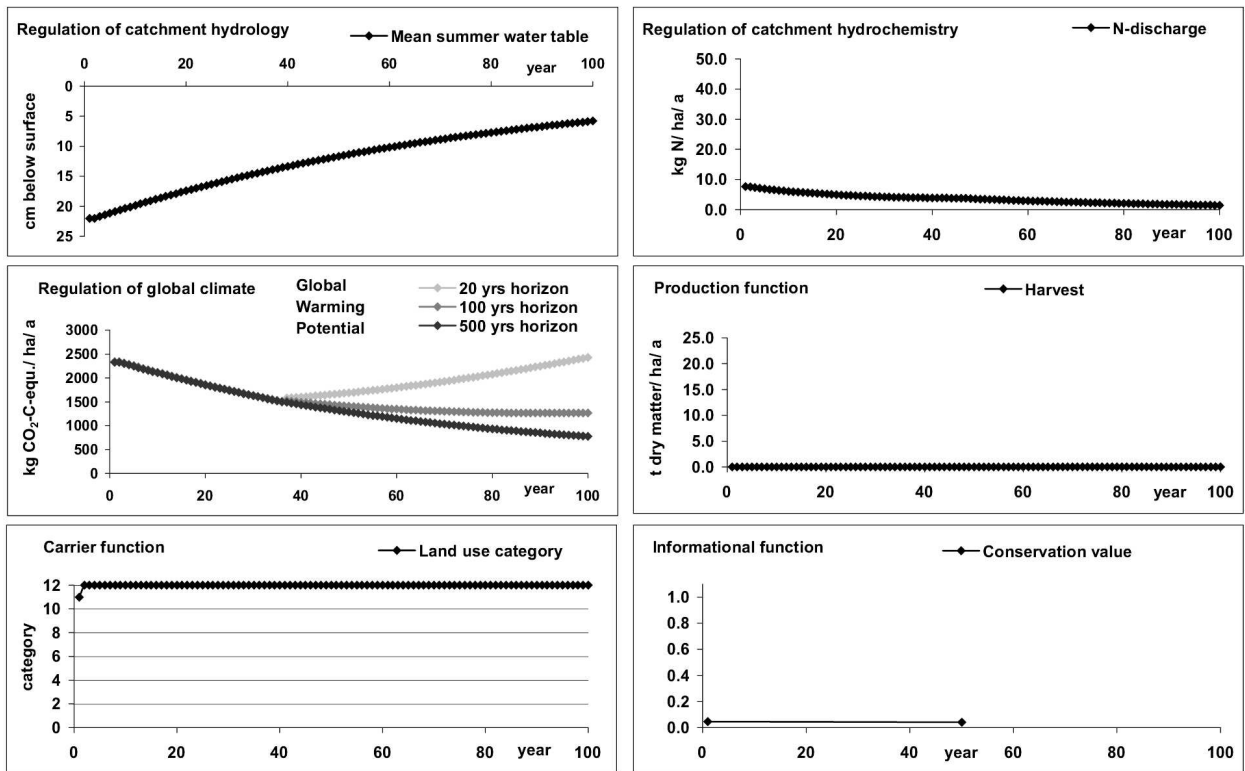 Regulation of catchment hydrology
Mean summer water table
0 20 40 60 year 80 100
0
5
10
15
20
25
cm below surface
Regulation of catchment hydrochemistry
N-discharge
50.0
40.0
30.0
20.0
10.0
0.0
kg N/ ha/ a
0 20 40 60 80 year 100
Regulation of global climate
Global
Warming
Potential
20 yrs horizon
100 yrs horizon
500 yrs horizon
3000
2500
2000
1500
1000
500
0
kg CO₂-C-equ./ ha/ a
0 20 40 60 80 year 100
Production function
Harvest
25.0
20.0
15.0
10.0
5.0
0.0
t dry matter/ ha/ a
0 20 40 60 80 year 100
Carrier function
Land use category
12
10
8
6
4
2
0
category
0 20 40 60 80 year 100
Informational function
Conservation value
1.0
0.8
0.6
0.4
0.2
0.0
0 20 40 year 60 80 100